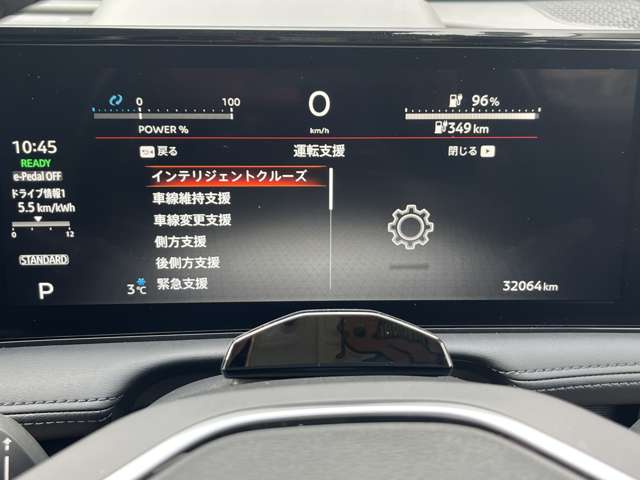 0 100
POWER %
0
km/h
96%
349 km
10:45
READY
e-Pedal OFF
ドライブ情報1
5.5 km/kWh
0 12
STANDARD
P
戻る
運転支援
閉じる
インテリジェントクルーズ
車線維持支援
車線変更支援
側方支援
後側方支援
緊急支援
3℃
32064 km